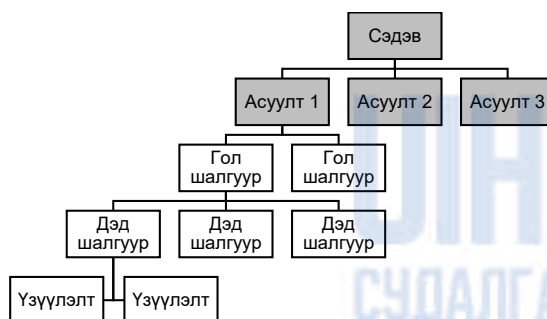 Сэдэв
Асуулт 1
Асуулт 2
Асуулт 3
Гол
шалгуур
Гол
шалгуур
Дэд
шалгуур
Дэд
шалгуур
Дэд
шалгуур
Үзүүлэлт
Үзүүлэлт